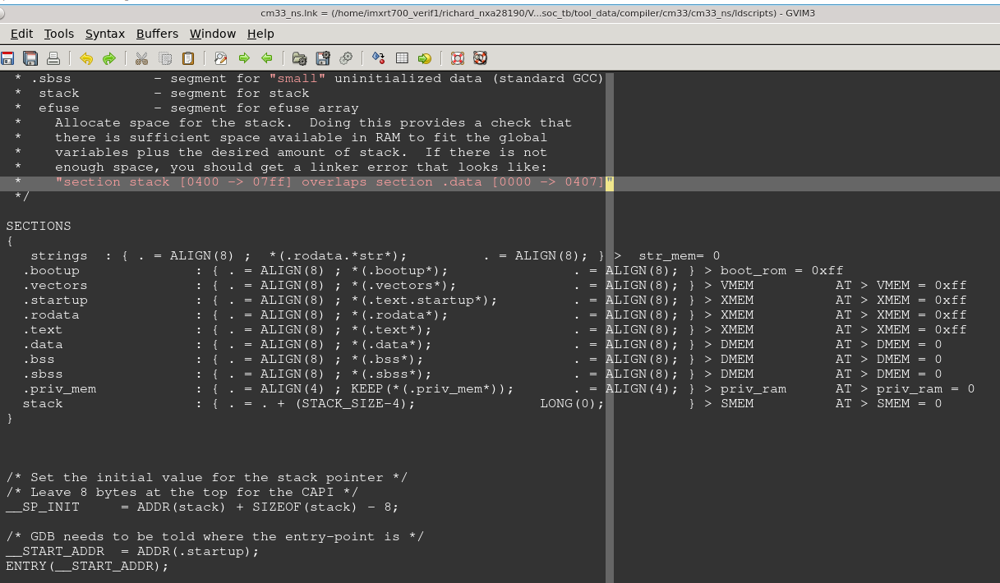 cm33_ns.lnk = (/home/imxrt700_verif1/richard_nxa28190/V...soc_tb/tool_data/compiler/cm33/cm33_ns/ldscripts) - GVIM3
Edit Tools Syntax Buffers Window Help
* .sbss - segment for "small" uninitialized data (standard GCC)
* stack - segment for stack
* efuse - segment for efuse array
* Allocate space for the stack. Doing this provides a check that
* there is sufficient space available in RAM to fit the global
* variables plus the desired amount of stack. If there is not
* enough space, you should get a linker error that looks like:
* "section stack [0400 -> 07ff] overlaps section .data [0000 -> 0407]"
*/
SECTIONS
{
strings : { . = ALIGN(8) ; *(.rodata.*str*); . = ALIGN(8); } > str_mem= 0
.bootup : { . = ALIGN(8) ; *(.bootup*); . = ALIGN(8); } > boot_rom = 0xff
.vectors : { . = ALIGN(8) ; *(.vectors*); . = ALIGN(8); } > VMEM AT > VMEM = 0xff
.startup : { . = ALIGN(8) ; *(.text.startup*); . = ALIGN(8); } > XMEM AT > XMEM = 0xff
.rodata : { . = ALIGN(8) ; *(.rodata*); . = ALIGN(8); } > XMEM AT > XMEM = 0xff
.text : { . = ALIGN(8) ; *(.text*); . = ALIGN(8); } > XMEM AT > XMEM = 0xff
.data : { . = ALIGN(8) ; *(.data*); . = ALIGN(8); } > DMEM AT > DMEM = 0
.bss : { . = ALIGN(8) ; *(.bss*); . = ALIGN(8); } > DMEM AT > DMEM = 0
.sbss : { . = ALIGN(8) ; *(.sbss*); . = ALIGN(8); } > DMEM AT > DMEM = 0
.priv_mem : { . = ALIGN(4) ; KEEP(*(.priv_mem*)); . = ALIGN(4); } > priv_ram AT > priv_ram = 0
stack : { . = . + (STACK_SIZE-4); LONG(0); } > SMEM AT > SMEM = 0
}
/* Set the initial value for the stack pointer */
/* Leave 8 bytes at the top for the CAPI */
__SP_INIT = ADDR(stack) + SIZEOF(stack) - 8;
/* GDB needs to be told where the entry-point is */
__START_ADDR = ADDR(.startup);
ENTRY(__START_ADDR);